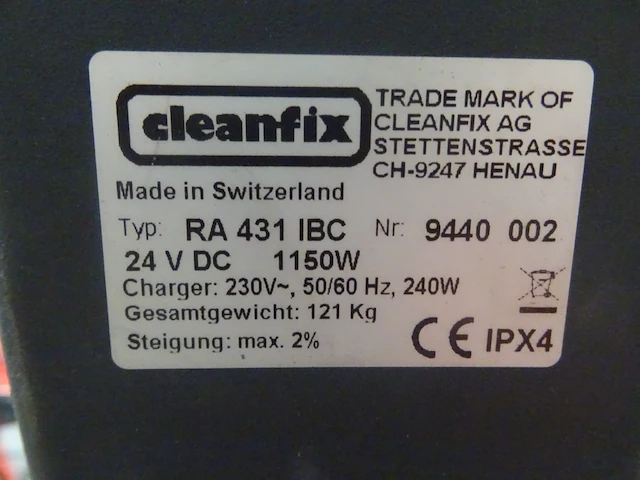 cleanfix
TRADE MARK OF
CLEANFIX AG
STETTENSTRASSE
CH-9247 HENAU
Made in Switzerland
Typ: RA 431 IBC Nr: 9440 002
24 V DC 1150W
Charger: 230V~, 50/60 Hz, 240W
Gesamtgewicht: 121 Kg
Steigung: max. 2%
CE IPX4